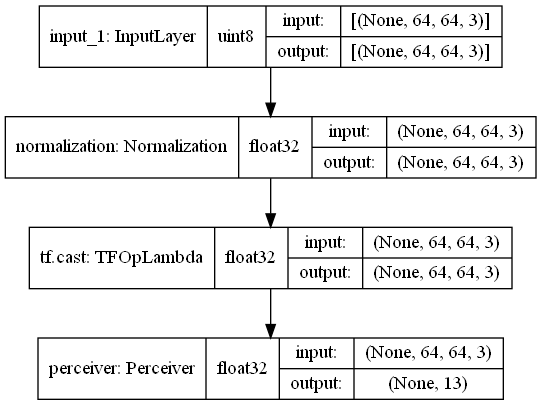 input_1: InputLayer uint8 input: [(None, 64, 64, 3)]
output: [(None, 64, 64, 3)]
normalization: Normalization float32 input: (None, 64, 64, 3)
output: (None, 64, 64, 3)
tf.cast: TFOpLambda float32 input: (None, 64, 64, 3)
output: (None, 64, 64, 3)
perceiver: Perceiver float32 input: (None, 64, 64, 3)
output: (None, 13)